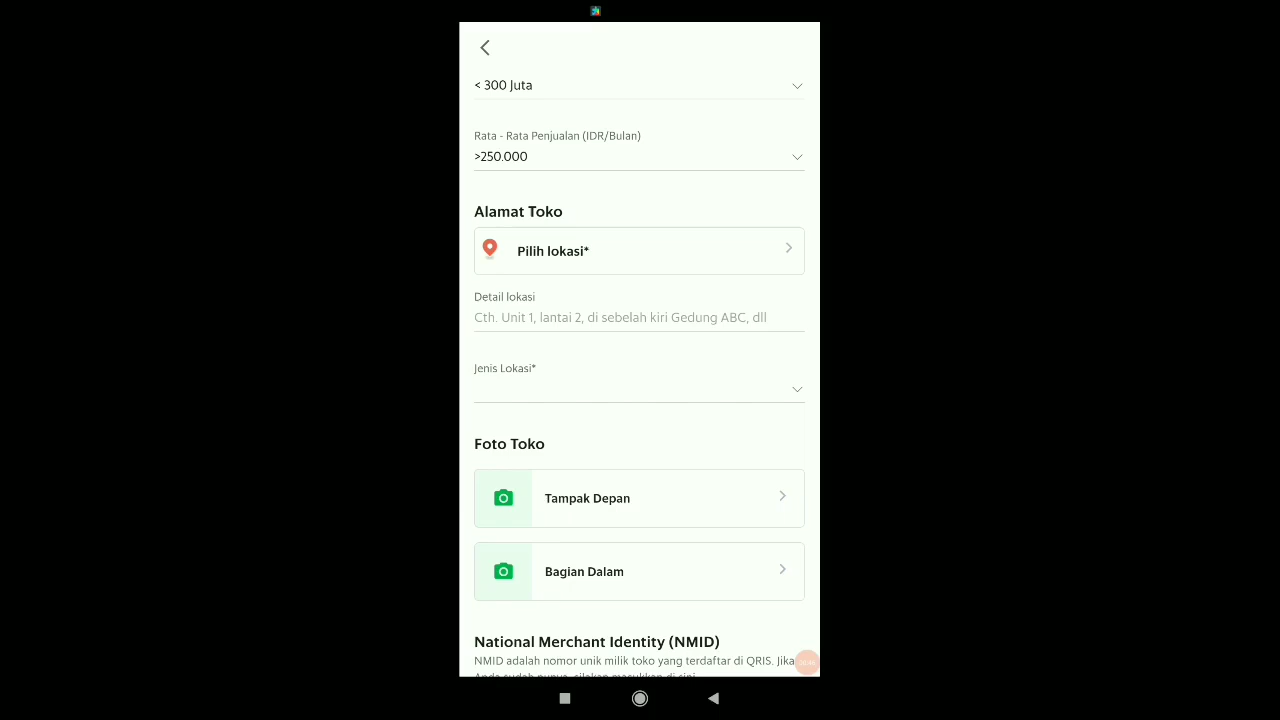 < 300 Juta
Rata - Rata Penjualan (IDR/Bulan)
>250.000
Alamat Toko
Pilih lokasi*
Detail lokasi
Cth. Unit 1, lantai 2, di sebelah kiri Gedung ABC, dll
Jenis Lokasi*
Foto Toko
Tampak Depan
Bagian Dalam
National Merchant Identity (NMID)
NMID adalah nomor unik milik toko yang terdaftar di QRIS. Jika
Anda sudah punya, silakan masukkan di sini